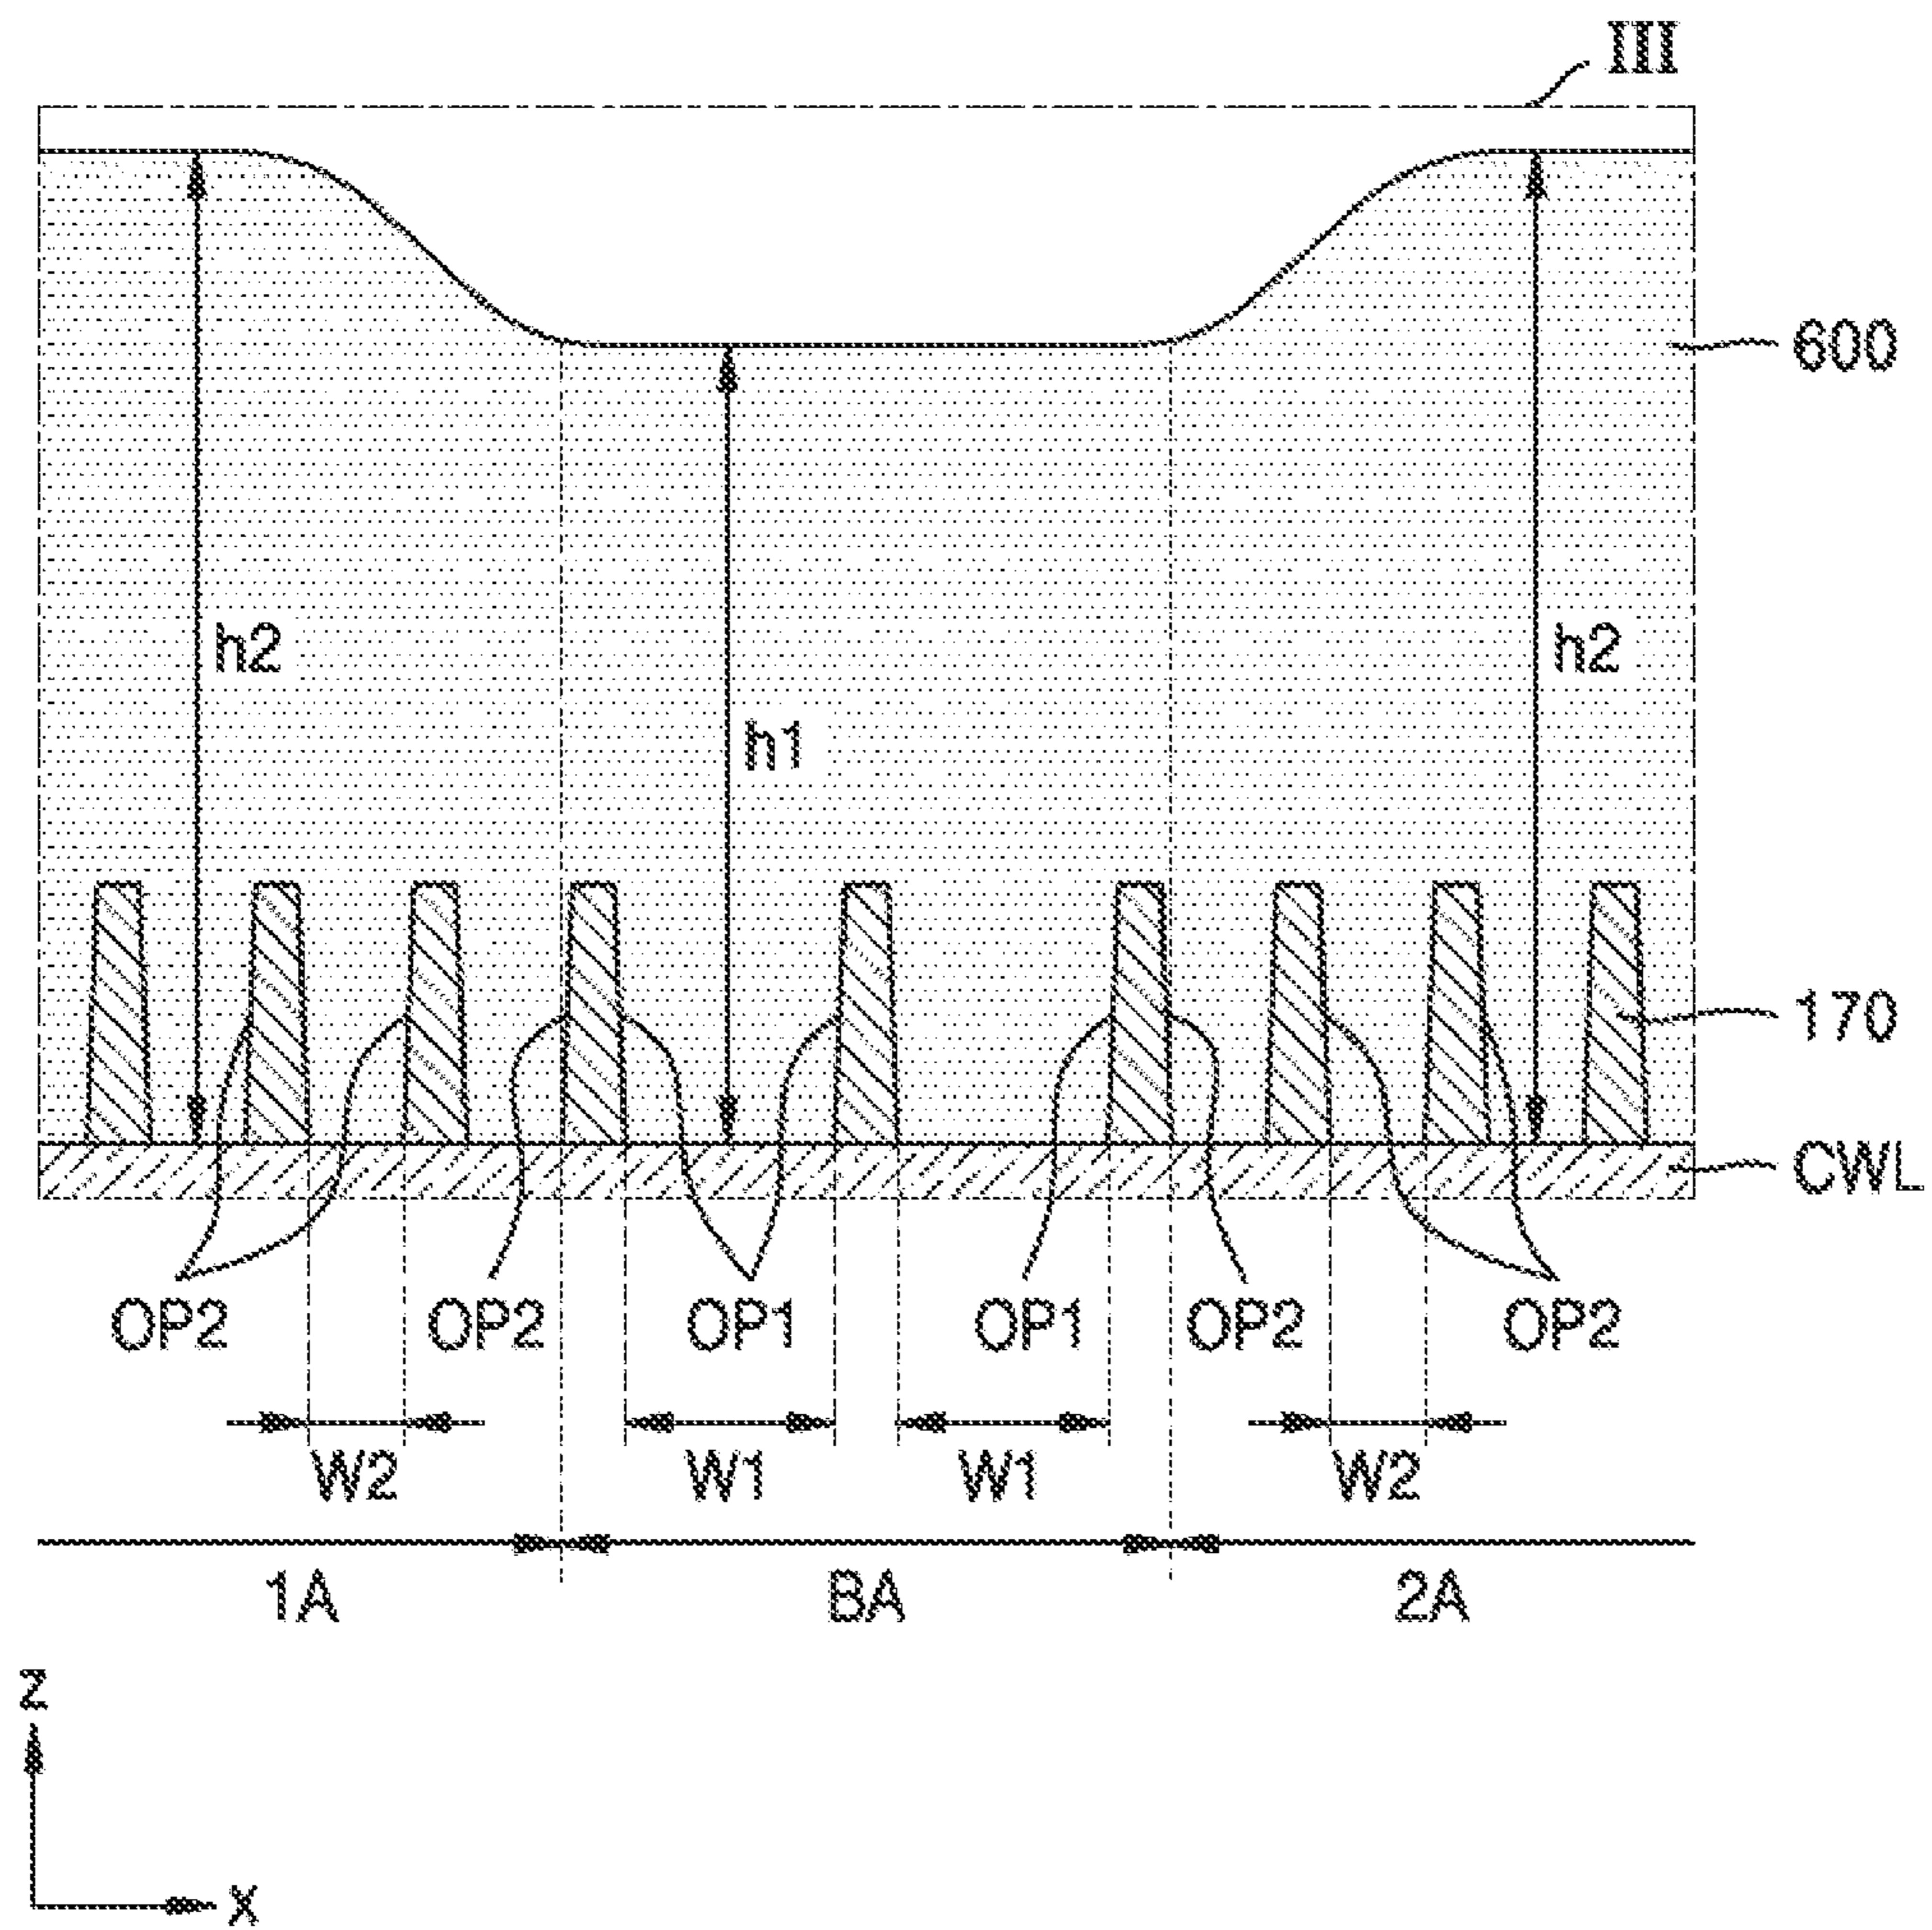 III
600
h2
h2
h1
170
CWL
OP2 OP2 OP1 OP1 OP2 OP2
W2 W1 W1 W2
1A BA 2A
z
x